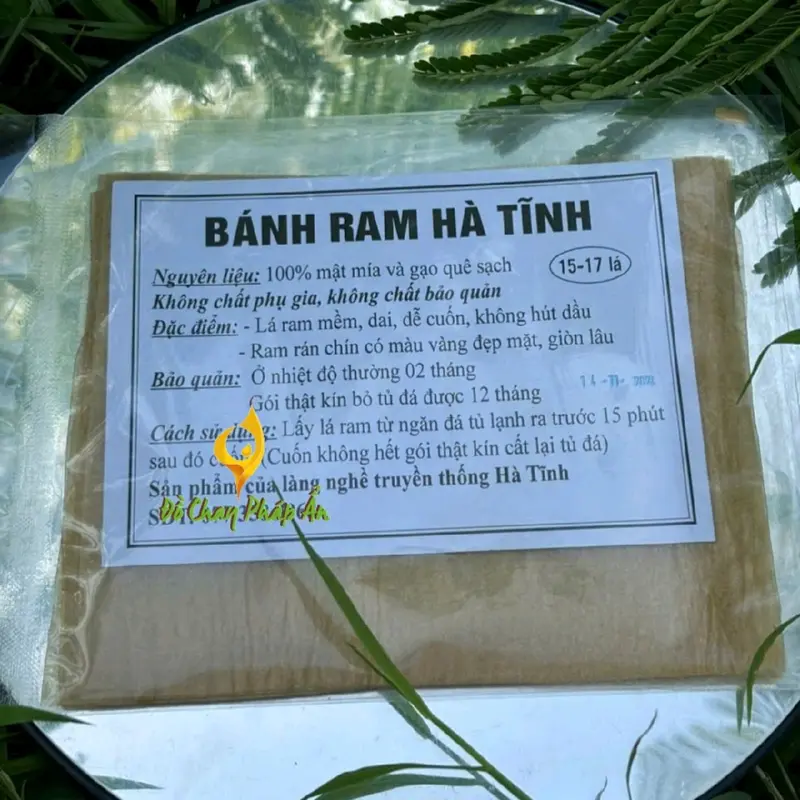 BÁNH RAM HÀ TĨNH
Nguyên liệu: 100% mật mía và gạo quê sạch
15-17 lá
Không chất phụ gia, không chất bảo quản
Đặc điểm: - Lá ram mềm, dai, dễ cuốn, không hút dầu
- Ram rán chín có màu vàng đẹp mặt, giòn lâu
Bảo quản: Ở nhiệt độ thường 02 tháng
Gói thật kín bỏ tủ đá được 12 tháng
Cách sử dụng: Lấy lá ram từ ngăn đá tủ lạnh ra trước 15 phút
sau đó cuốn (Cuốn không hết gói thật kín cất lại tủ đá)
Sản phẩm của làng nghề truyền thống Hà Tĩnh
Đồ Chay Pháp Ấn